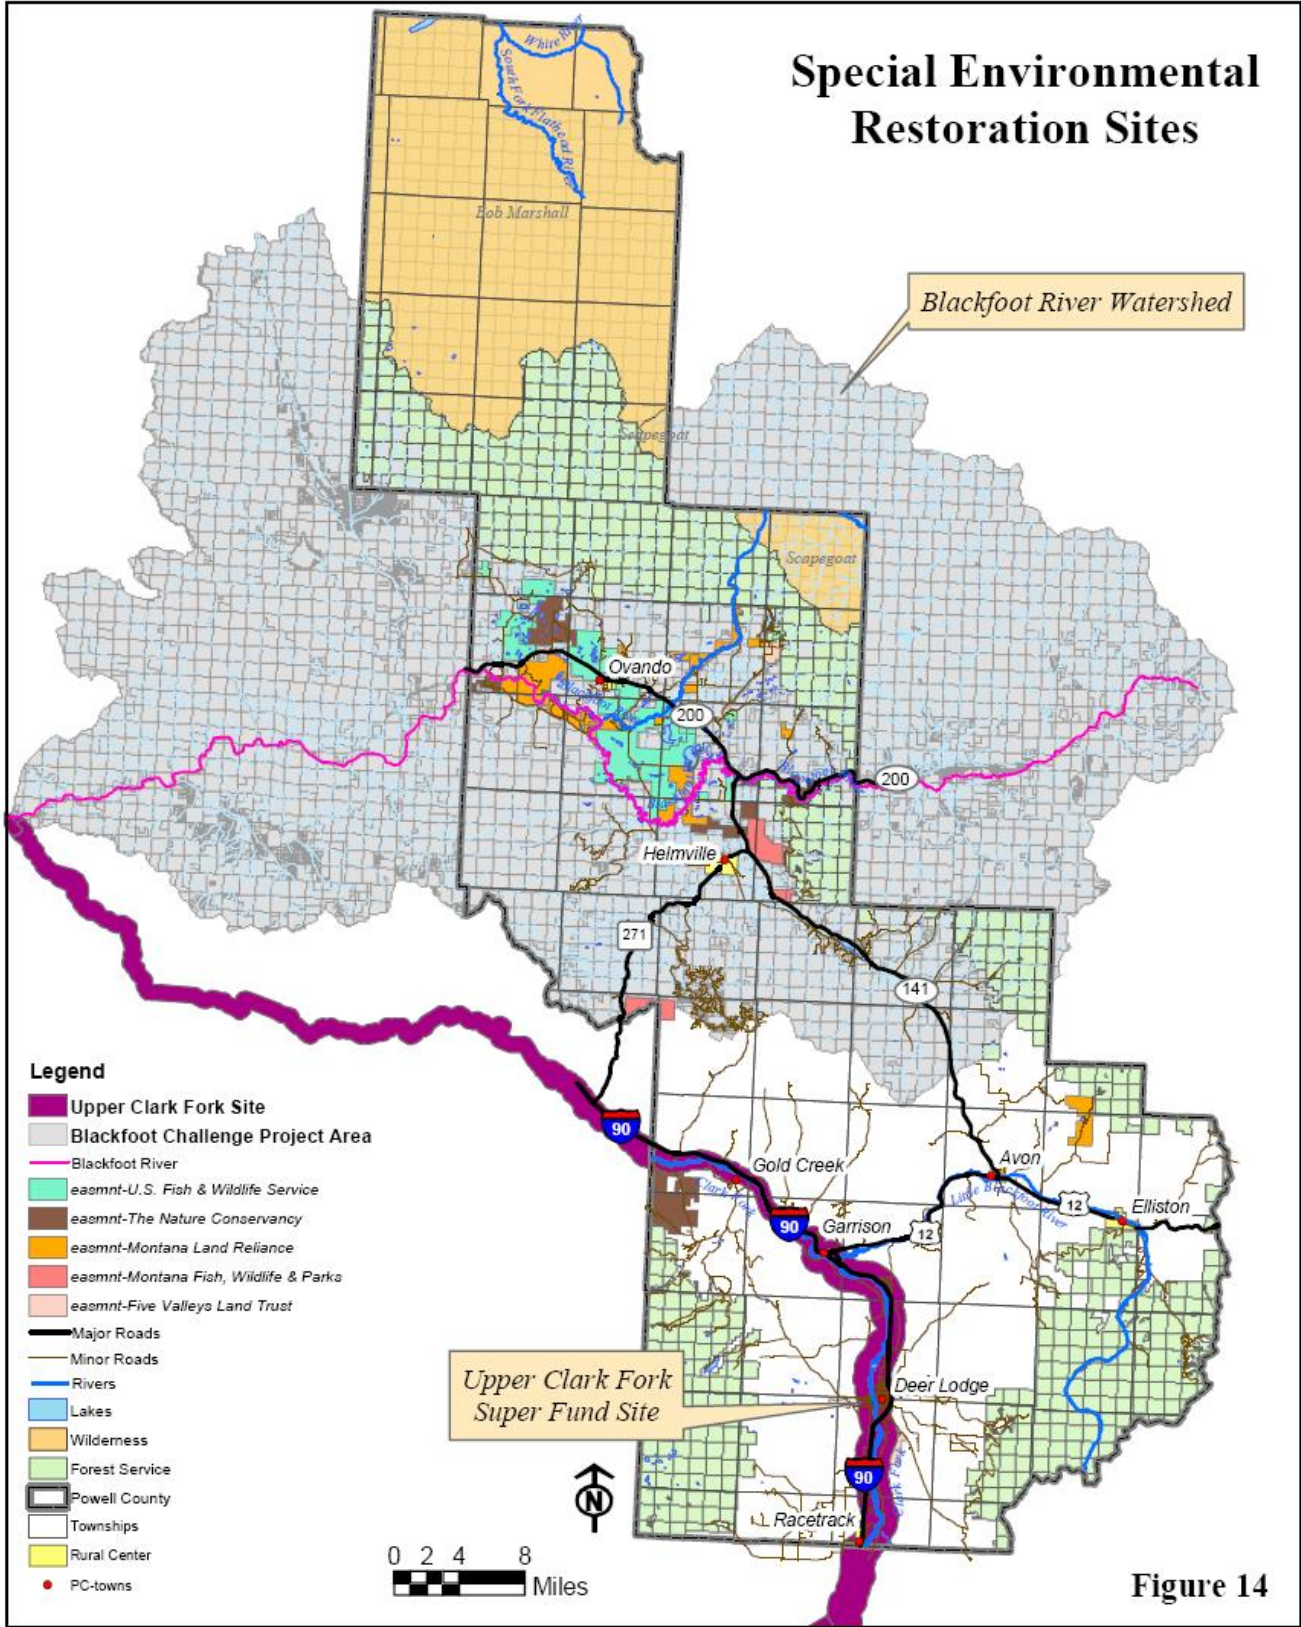 Special Environmental
Restoration Sites
White River
South Fork Flathead River
Bob Marshall
Blackfoot River Watershed
Scapegoat
Scapegoat
Ovando
Blackfoot River
200
200
Helmville
271
141
Legend
Upper Clark Fork Site
Blackfoot Challenge Project Area
Blackfoot River
easmnt-U.S. Fish & Wildlife Service
easmnt-The Nature Conservancy
easmnt-Montana Land Reliance
easmnt-Montana Fish, Wildlife & Parks
easmnt-Five Valleys Land Trust
Major Roads
Minor Roads
Rivers
Lakes
Wilderness
Forest Service
Powell County
Townships
Rural Center
PC-towns
90
Gold Creek
Clark Fork
Avon
Little Blackfoot River
12
Elliston
90
Garrison
12
Upper Clark Fork
Super Fund Site
Deer Lodge
Clark Fork
90
Racetrack
N
0 2 4 8
Miles
Figure 14